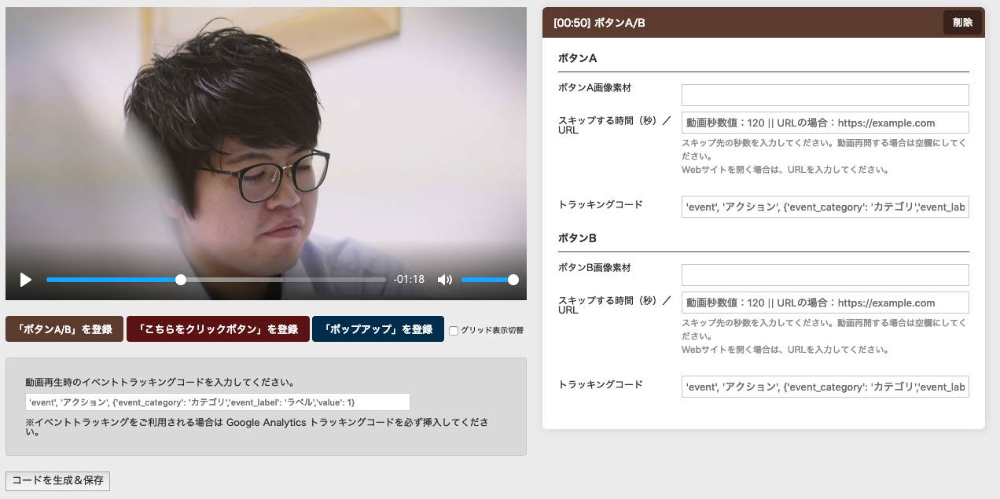 -01:18
「ボタンA/B」を登録
「こちらをクリックボタン」を登録
「ポップアップ」を登録
グリッド表示切替
動画再生時のイベントトラッキングコードを入力してください。
'event', 'アクション', {'event_category': 'カテゴリ','event_label': 'ラベル','value': 1}
※イベントトラッキングをご利用される場合は Google Analytics トラッキングコードを必ず挿入してくださ
い。
コードを生成＆保存
[00:50] ボタンA/B
削除
ボタンA
ボタンA画像素材
スキップする時間（秒）／
URL
動画秒数値：120 || URLの場合：https://example.com
スキップ先の秒数を入力してください。動画再開する場合は空欄にしてく
ださい。
Webサイトを開く場合は、URLを入力してください。
トラッキングコード
'event', 'アクション', {'event_category': 'カテゴリ','event_lab
ボタンB
ボタンB画像素材
スキップする時間（秒）／
URL
動画秒数値：120 || URLの場合：https://example.com
スキップ先の秒数を入力してください。動画再開する場合は空欄にしてく
ださい。
Webサイトを開く場合は、URLを入力してください。
トラッキングコード
'event', 'アクション', {'event_category': 'カテゴリ','event_lab